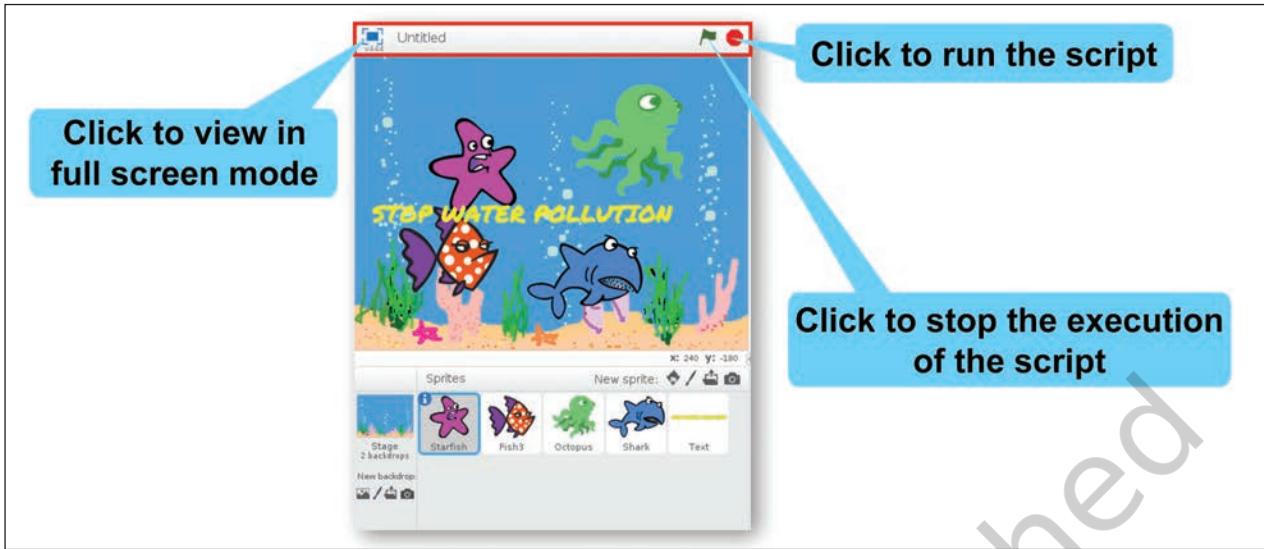 Untitled
Click to run the script
Click to view in
full screen mode
STOP WATER POLLUTION
Click to stop the execution
of the script
x: 240 y: -180
Sprites
New sprite:
Starfish
Fish3
Octopus
Shark
Text
Stage
2 backdrops
New backdrop:
hed